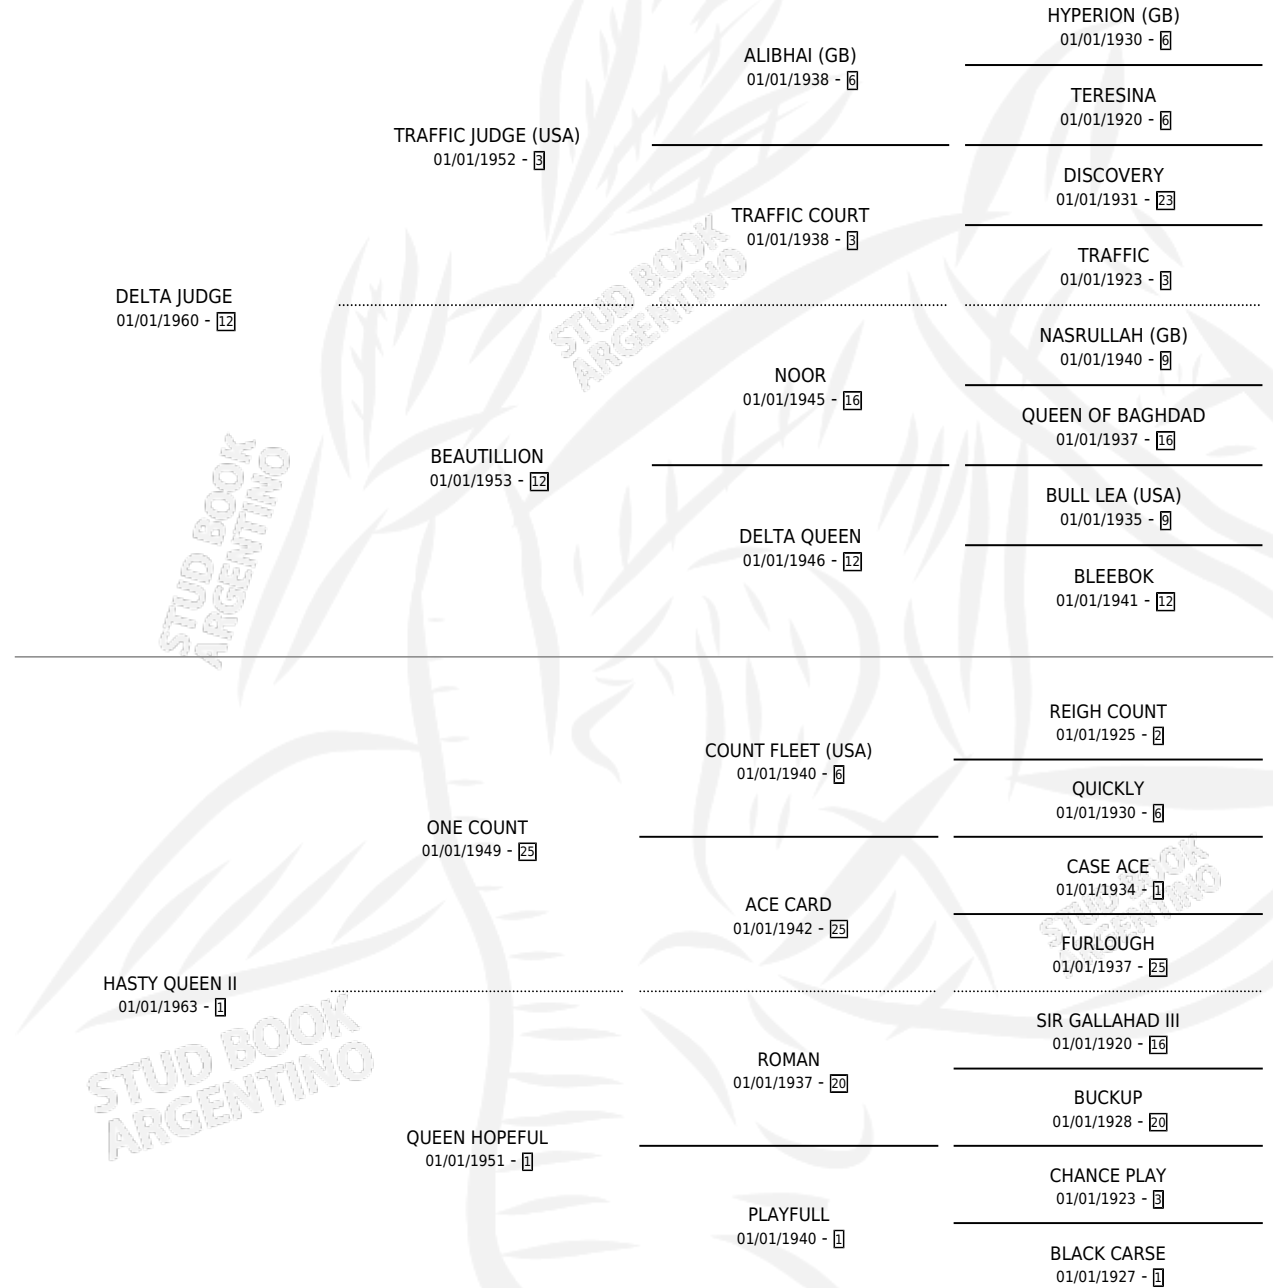 HYPERION (GB)
01/01/1930 - 6
ALIBHAI (GB)
01/01/1938 - 6
TERESINA
01/01/1920 - 6
TRAFFIC JUDGE (USA)
01/01/1952 - 3
DISCOVERY
01/01/1931 - 23
TRAFFIC COURT
01/01/1938 - 3
TRAFFIC
01/01/1923 - 3
DELTA JUDGE
01/01/1960 - 12
STUD BOOK
ARGENTINO
NASRULLAH (GB)
01/01/1940 - 9
NOOR
01/01/1945 - 16
QUEEN OF BAGHDAD
01/01/1937 - 16
BEAUTILLION
01/01/1953 - 12
BULL LEA (USA)
01/01/1935 - 9
DELTA QUEEN
01/01/1946 - 12
BLEEBOK
01/01/1941 - 12
STUD BOOK
ARGENTINO
REIGH COUNT
01/01/1925 - 2
COUNT FLEET (USA)
01/01/1940 - 6
QUICKLY
01/01/1930 - 6
ONE COUNT
01/01/1949 - 25
CASE ACE
01/01/1934 - 1
ACE CARD
01/01/1942 - 25
STUD BOOK
ARGENTINO
FURLOUGH
01/01/1937 - 25
HASTY QUEEN II
01/01/1963 - 1
SIR GALLAHAD III
01/01/1920 - 16
ROMAN
01/01/1937 - 20
BUCKUP
01/01/1928 - 20
STUD BOOK
ARGENTINO
QUEEN HOPEFUL
01/01/1951 - 1
CHANCE PLAY
01/01/1923 - 3
PLAYFULL
01/01/1940 - 1
BLACK CARSE
01/01/1927 - 1